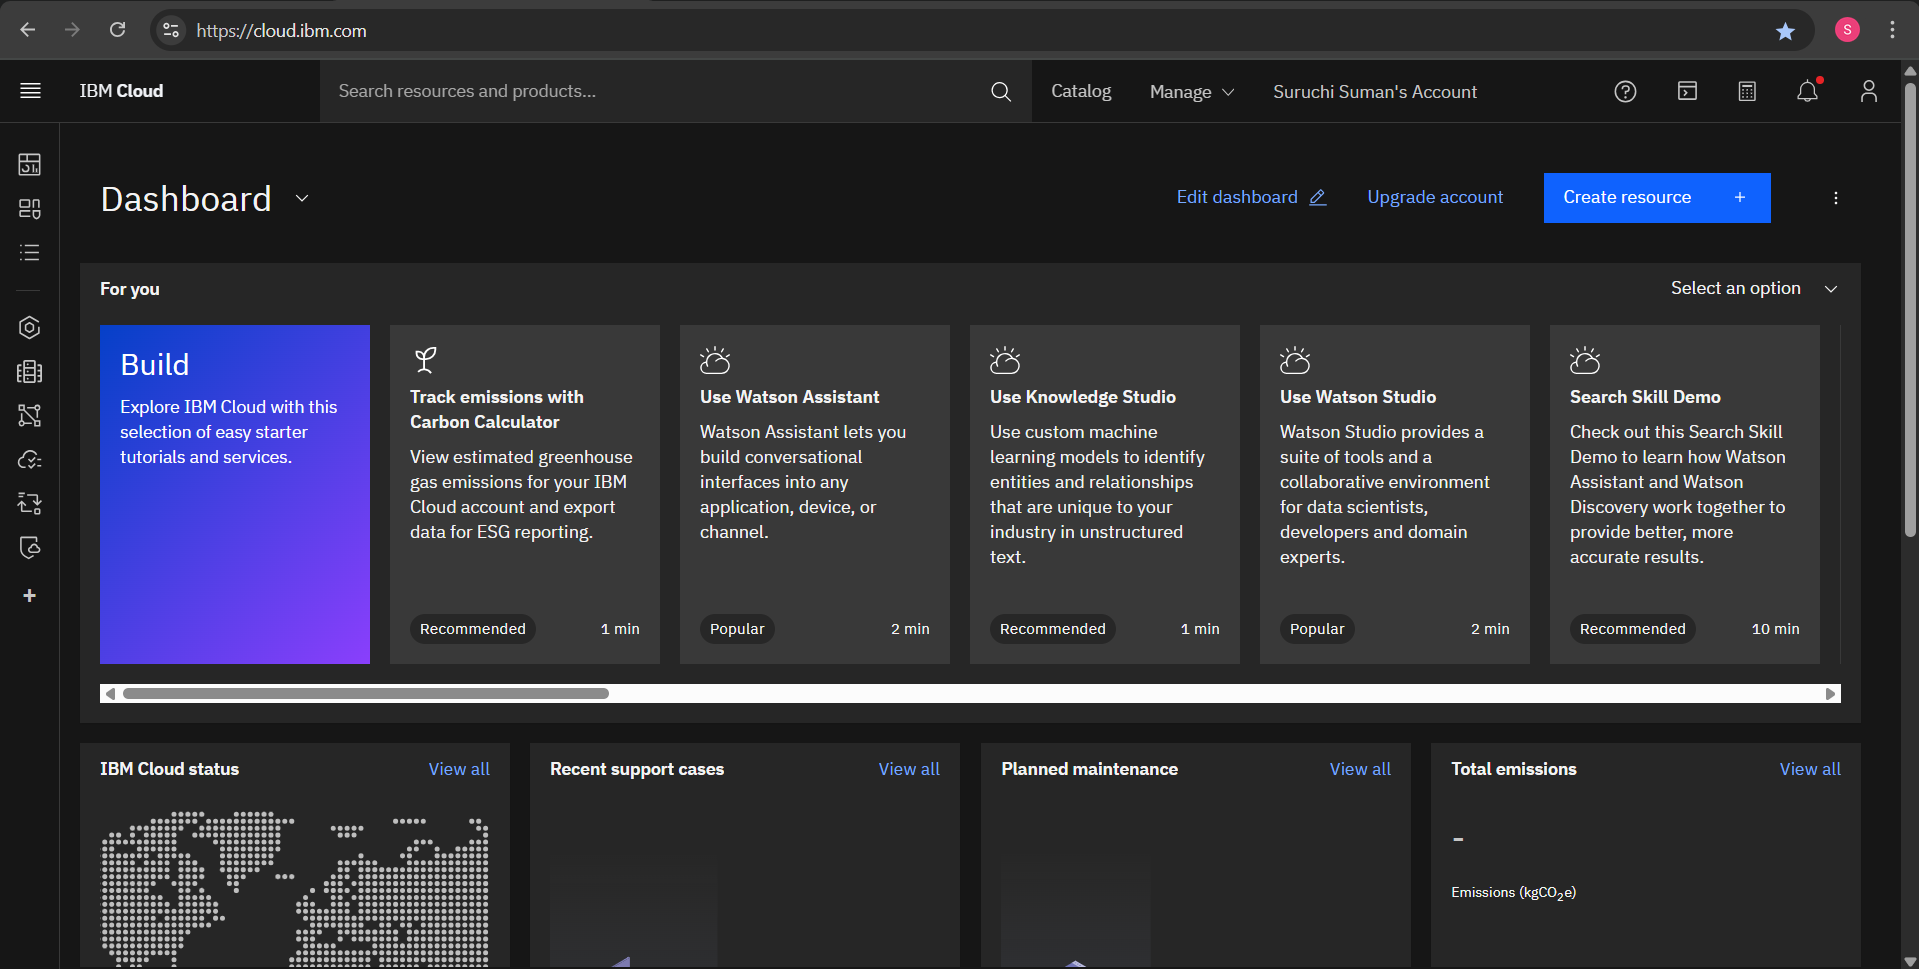 https://cloud.ibm.com
S
IBM Cloud
Search resources and products...
Catalog
Manage
Suruchi Suman's Account
Dashboard
Edit dashboard
Upgrade account
Create resource +
For you
Select an option
Build
Explore IBM Cloud with this
selection of easy starter
tutorials and services.
Track emissions with
Carbon Calculator
View estimated greenhouse
gas emissions for your IBM
Cloud account and export
data for ESG reporting.
Recommended
1 min
Use Watson Assistant
Watson Assistant lets you
build conversational
interfaces into any
application, device, or
channel.
Popular
2 min
Use Knowledge Studio
Use custom machine
learning models to identify
entities and relationships
that are unique to your
industry in unstructured
text.
Recommended
1 min
Use Watson Studio
Watson Studio provides a
suite of tools and a
collaborative environment
for data scientists,
developers and domain
experts.
Popular
2 min
Search Skill Demo
Check out this Search Skill
Demo to learn how Watson
Assistant and Watson
Discovery work together to
provide better, more
accurate results.
Recommended
10 min
IBM Cloud status
View all
Recent support cases
View all
Planned maintenance
View all
Total emissions
View all
-
Emissions (kgCO2e)